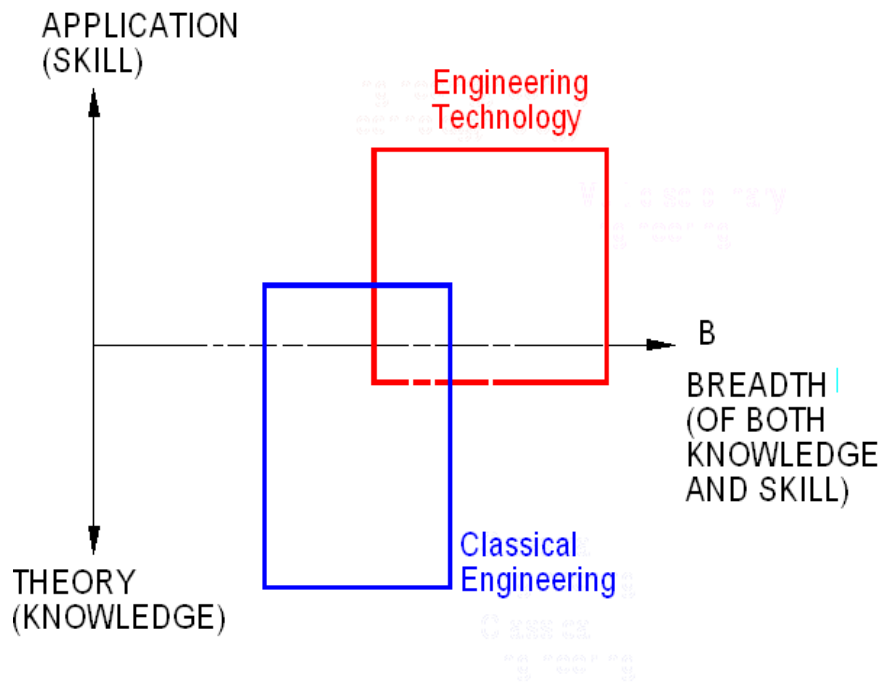 APPLICATION
(SKILL)
Engineering
Technology
B
BREADTH
(OF BOTH
KNOWLEDGE
AND SKILL)
Classical
Engineering
THEORY
(KNOWLEDGE)